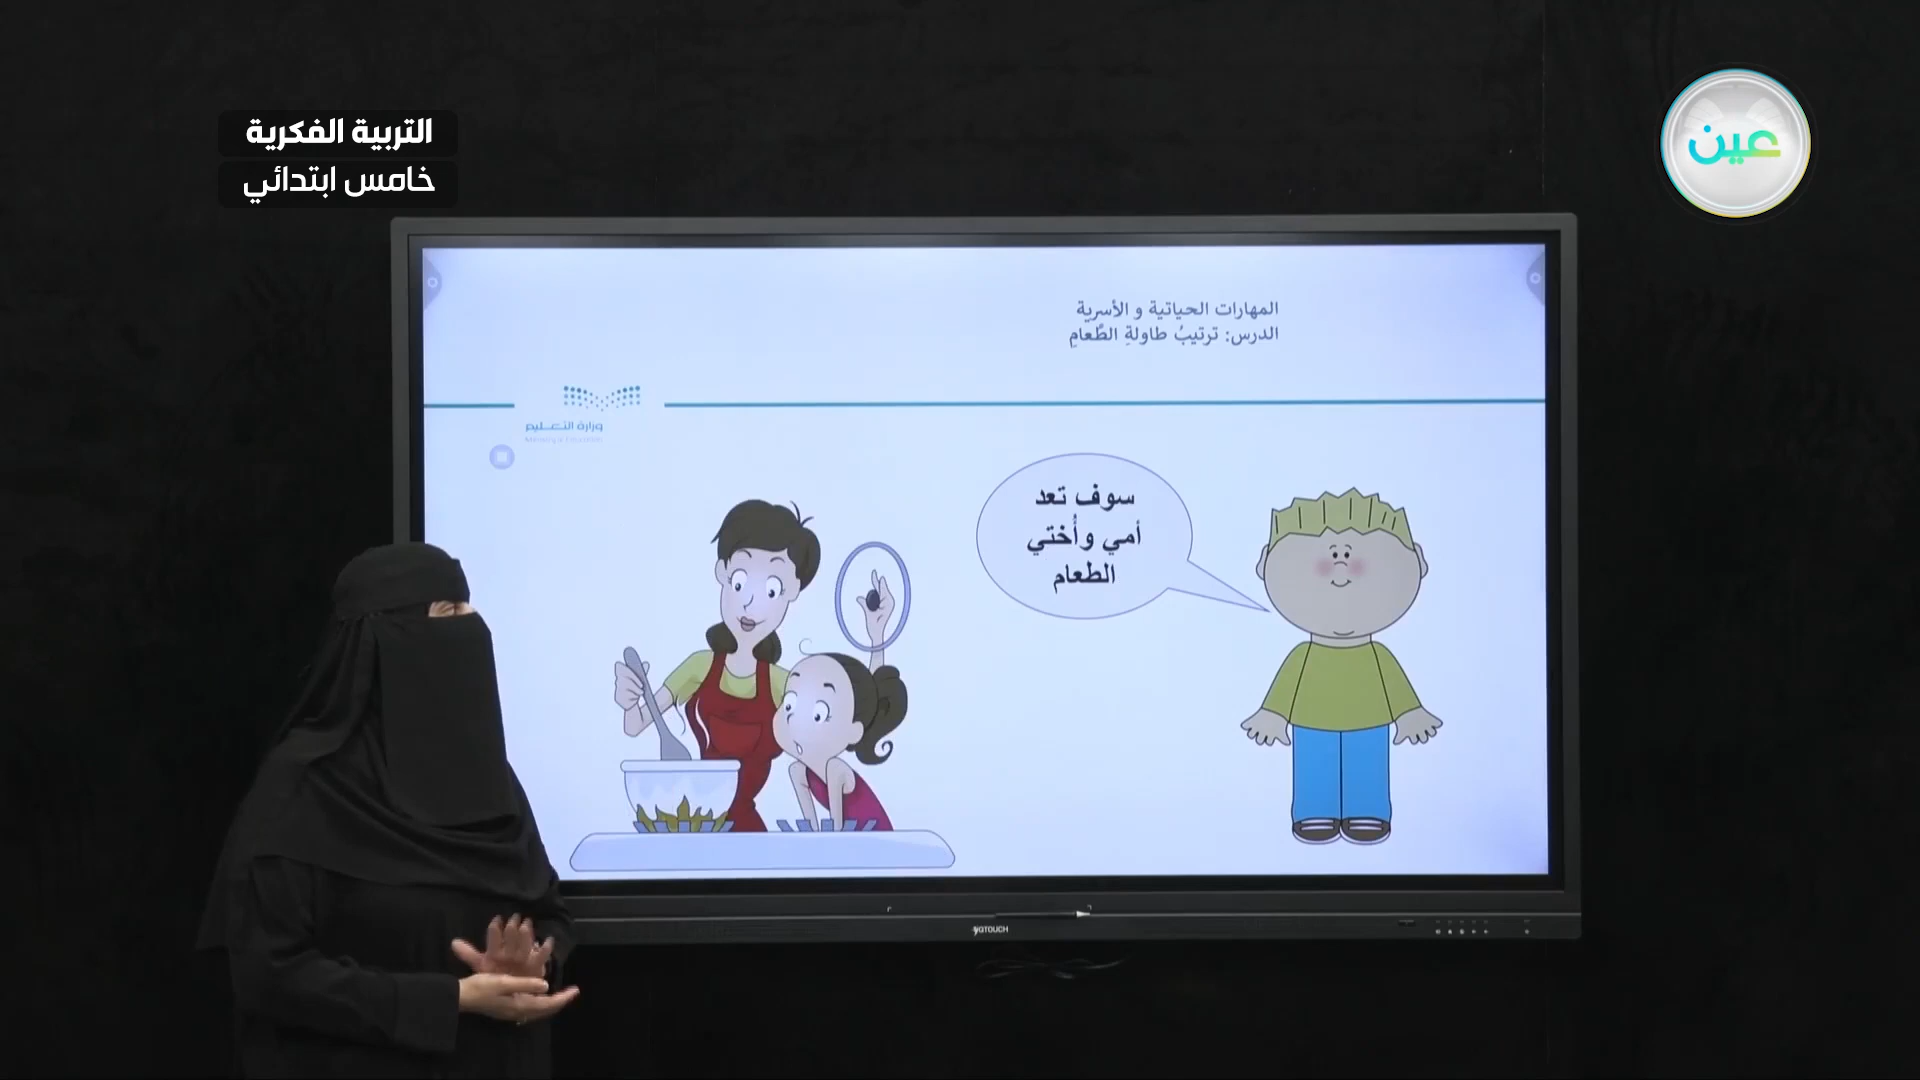 التربية الفكرية
خامس ابتدائي
عين
المهارات الحياتية و الأسرية
الدرس: ترتيبُ طاولةِ الطَّعامِ
وزارة التعليم
سوف تعد
أمي وأُختي
الطعام